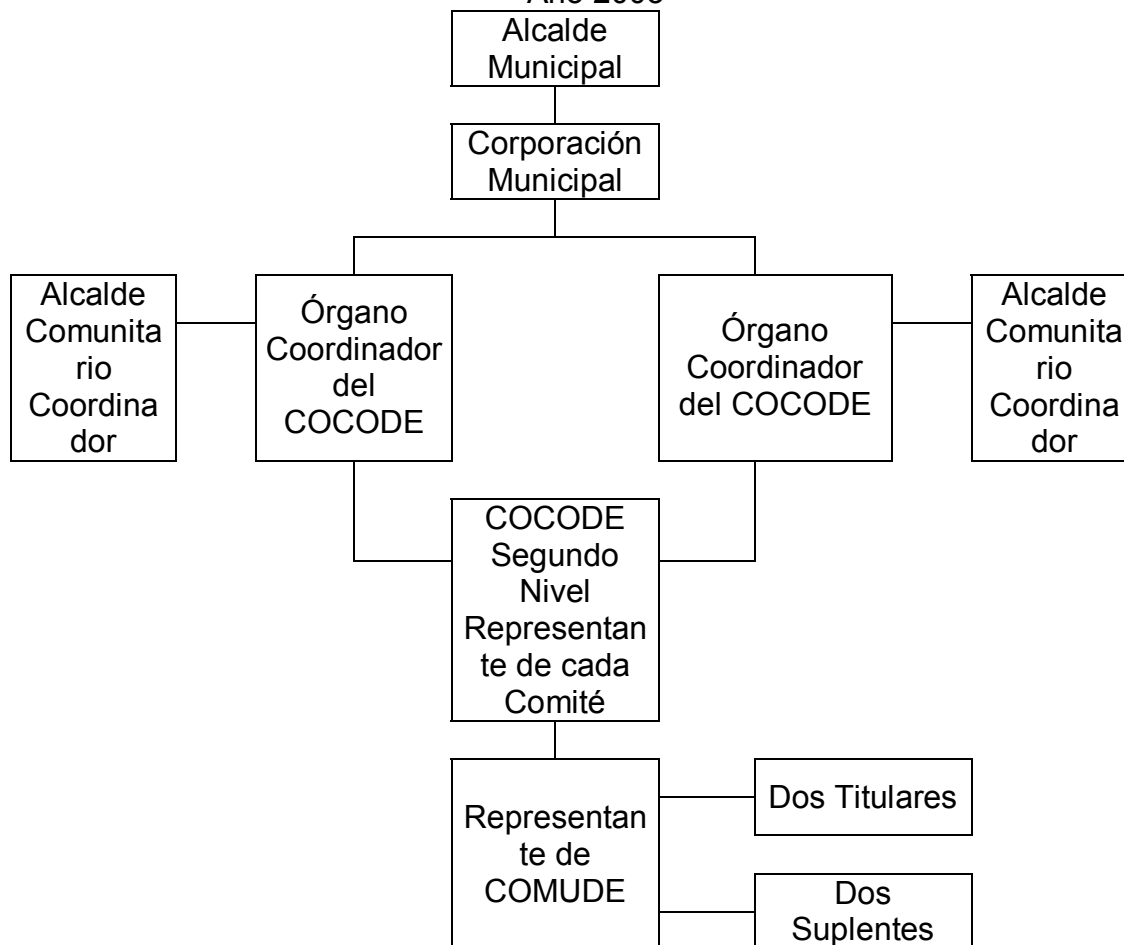 Alcalde
Municipal
Corporación
Municipal
Alcalde
Comunita
rio
Coordina
dor
Órgano
Coordinador
del
COCODE
Órgano
Coordinador
del COCODE
Alcalde
Comunita
rio
Coordina
dor
COCODE
Segundo
Nivel
Representan
te de cada
Comité
Representan
te de
COMUDE
Dos Titulares
Dos
Suplentes